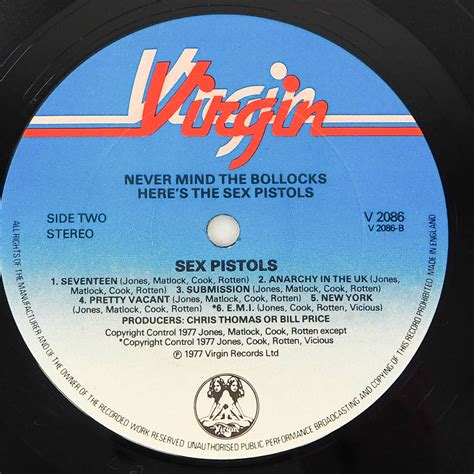 Virgin
NEVER MIND THE BOLLOCKS
HERE'S THE SEX PISTOLS
SIDE TWO
STEREO
V 2086
V 2086-B
SEX PISTOLS
1. SEVENTEEN (Jones, Matlock, Cook, Rotten) 2. ANARCHY IN THE UK (Jones,
Matlock, Cook, Rotten) 3. SUBMISSION (Jones, Matlock, Cook, Rotten)
4. PRETTY VACANT (Jones, Matlock, Cook, Rotten) 5. NEW YORK
(Jones, Matlock, Cook, Rotten) *6. E.M.I. (Jones, Cook, Rotten, Vicious)
PRODUCERS: CHRIS THOMAS OR BILL PRICE
Copyright Control 1977 Jones, Matlock, Cook, Rotten except
*Copyright Control 1977 Jones, Cook, Rotten, Vicious
℗ 1977 Virgin Records Ltd
Virgin
ALL RIGHTS OF THE MANUFACTURER AND OF THE OWNER OF THE RECORDED WORK RESERVED UNAUTHORISED PUBLIC PERFORMANCE BROADCASTING AND COPYING OF THIS RECORD PROHIBITED MADE IN ENGLAND